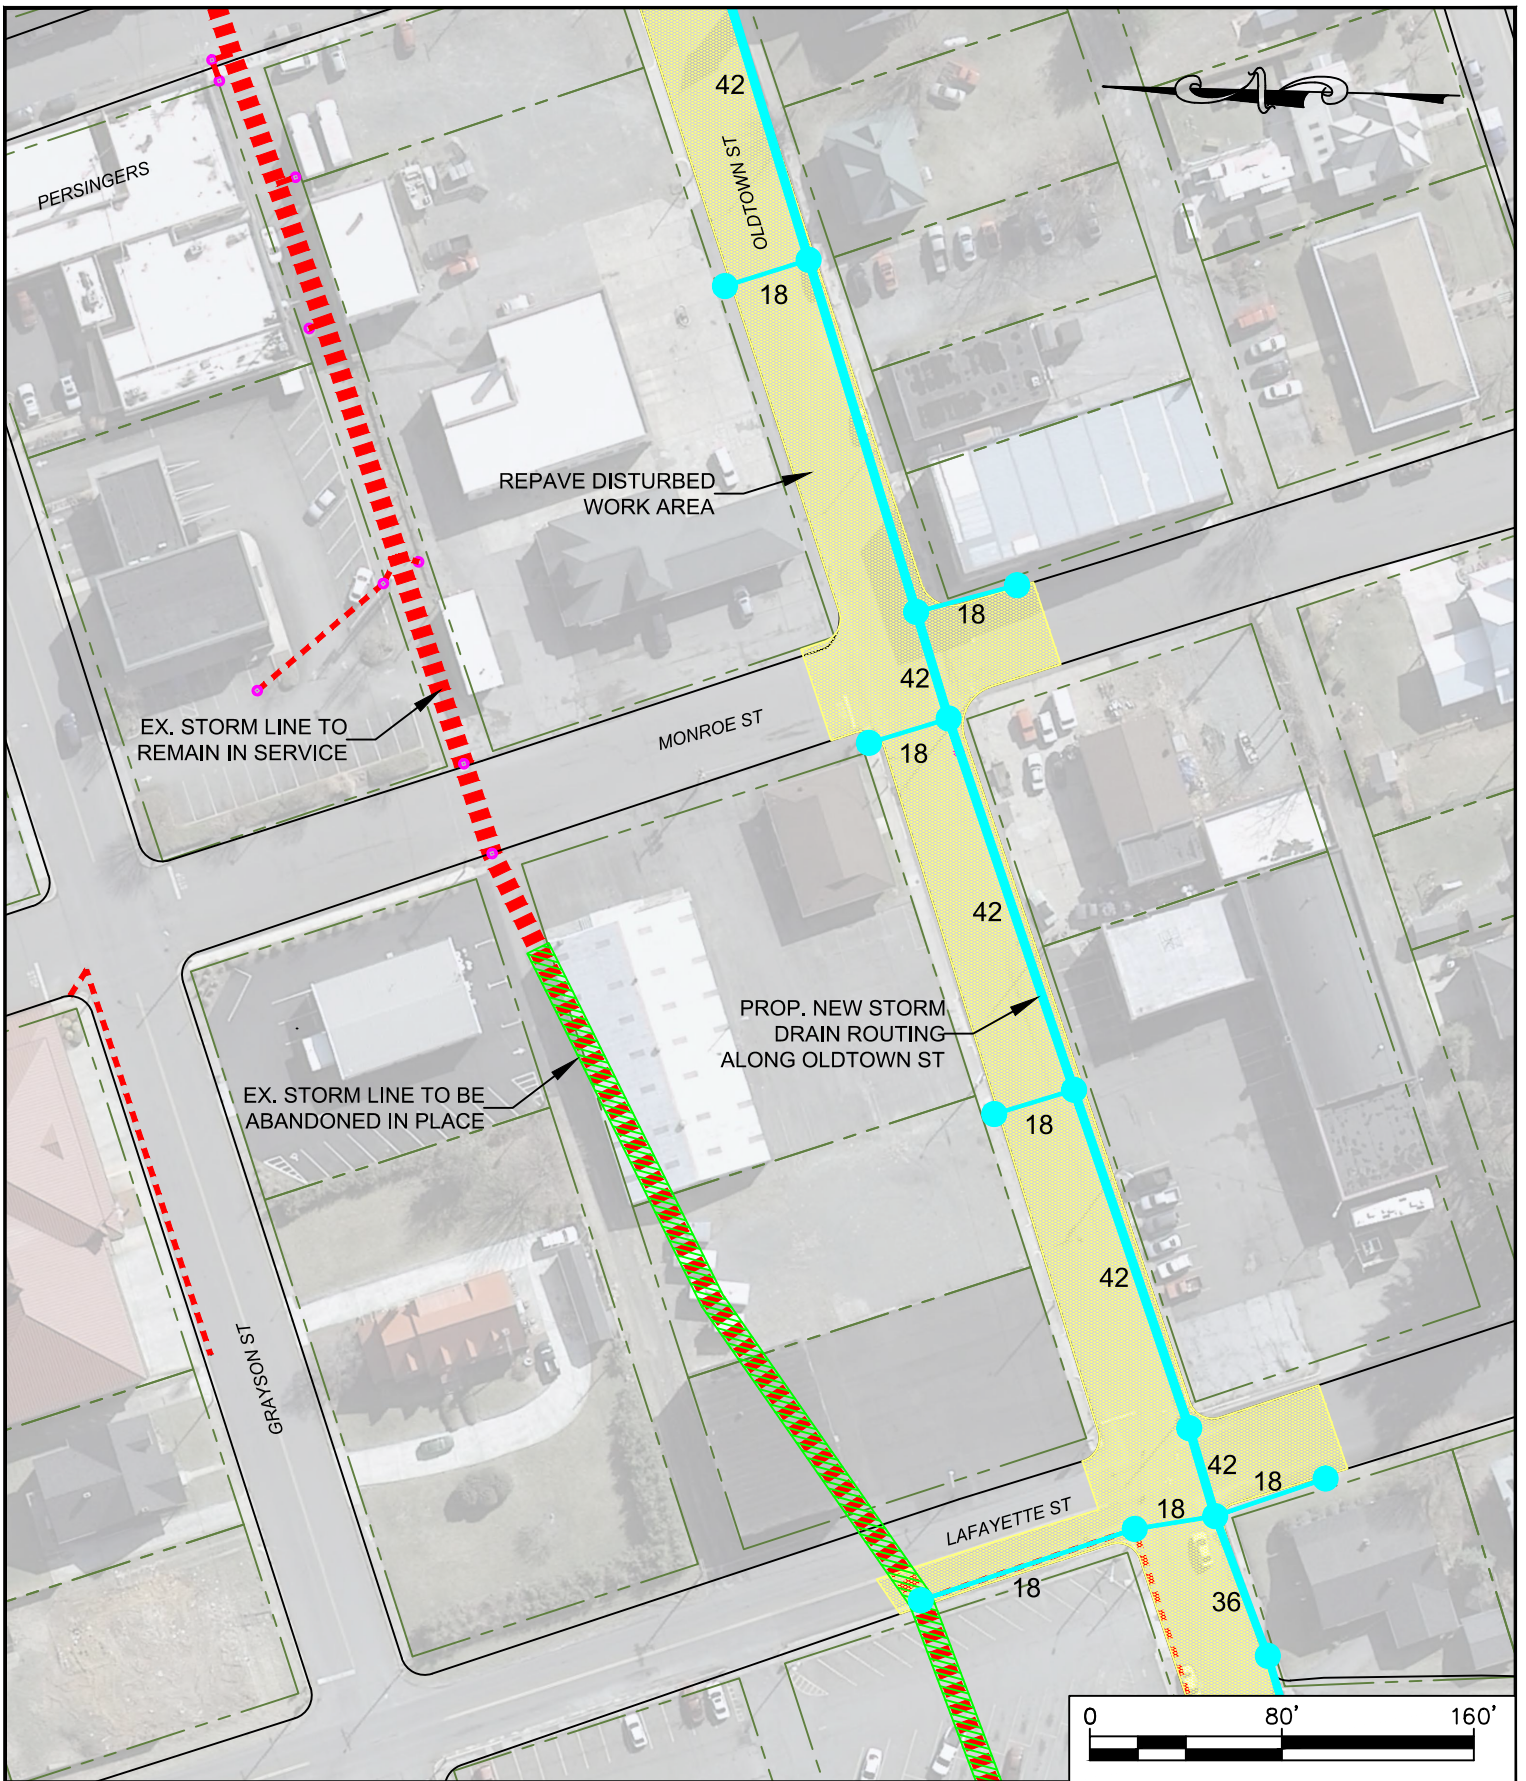 42
PERSINGERS
OLDTOWN ST
18
REPAVE DISTURBED
WORK AREA
18
42
EX. STORM LINE TO
REMAIN IN SERVICE
MONROE ST
18
42
PROP. NEW STORM
DRAIN ROUTING
ALONG OLDTOWN ST
EX. STORM LINE TO BE
ABANDONED IN PLACE
18
42
GRAYSON ST
42
18
18
LAFAYETTE ST
18
36
0 80' 160'